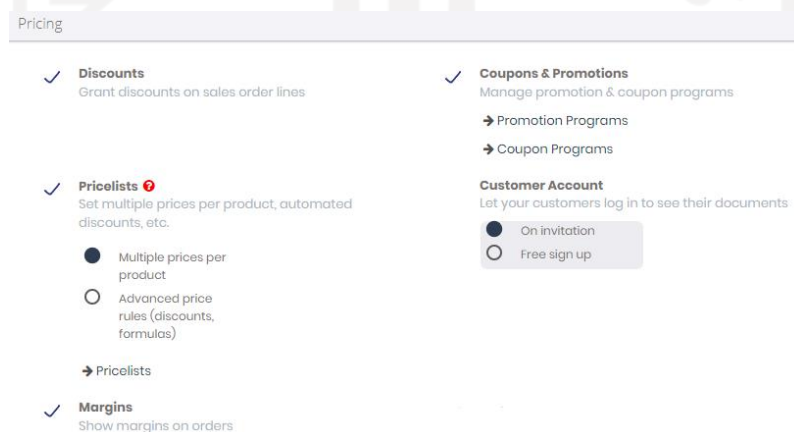 Pricing
Discounts
Grant discounts on sales order lines
Coupons & Promotions
Manage promotion & coupon programs
→ Promotion Programs
→ Coupon Programs
Pricelists ?
Set multiple prices per product, automated
discounts, etc.
Multiple prices per
product
Advanced price
rules (discounts,
formulas)
→ Pricelists
Customer Account
Let your customers log in to see their documents
On invitation
Free sign up
Margins
Show margins on orders